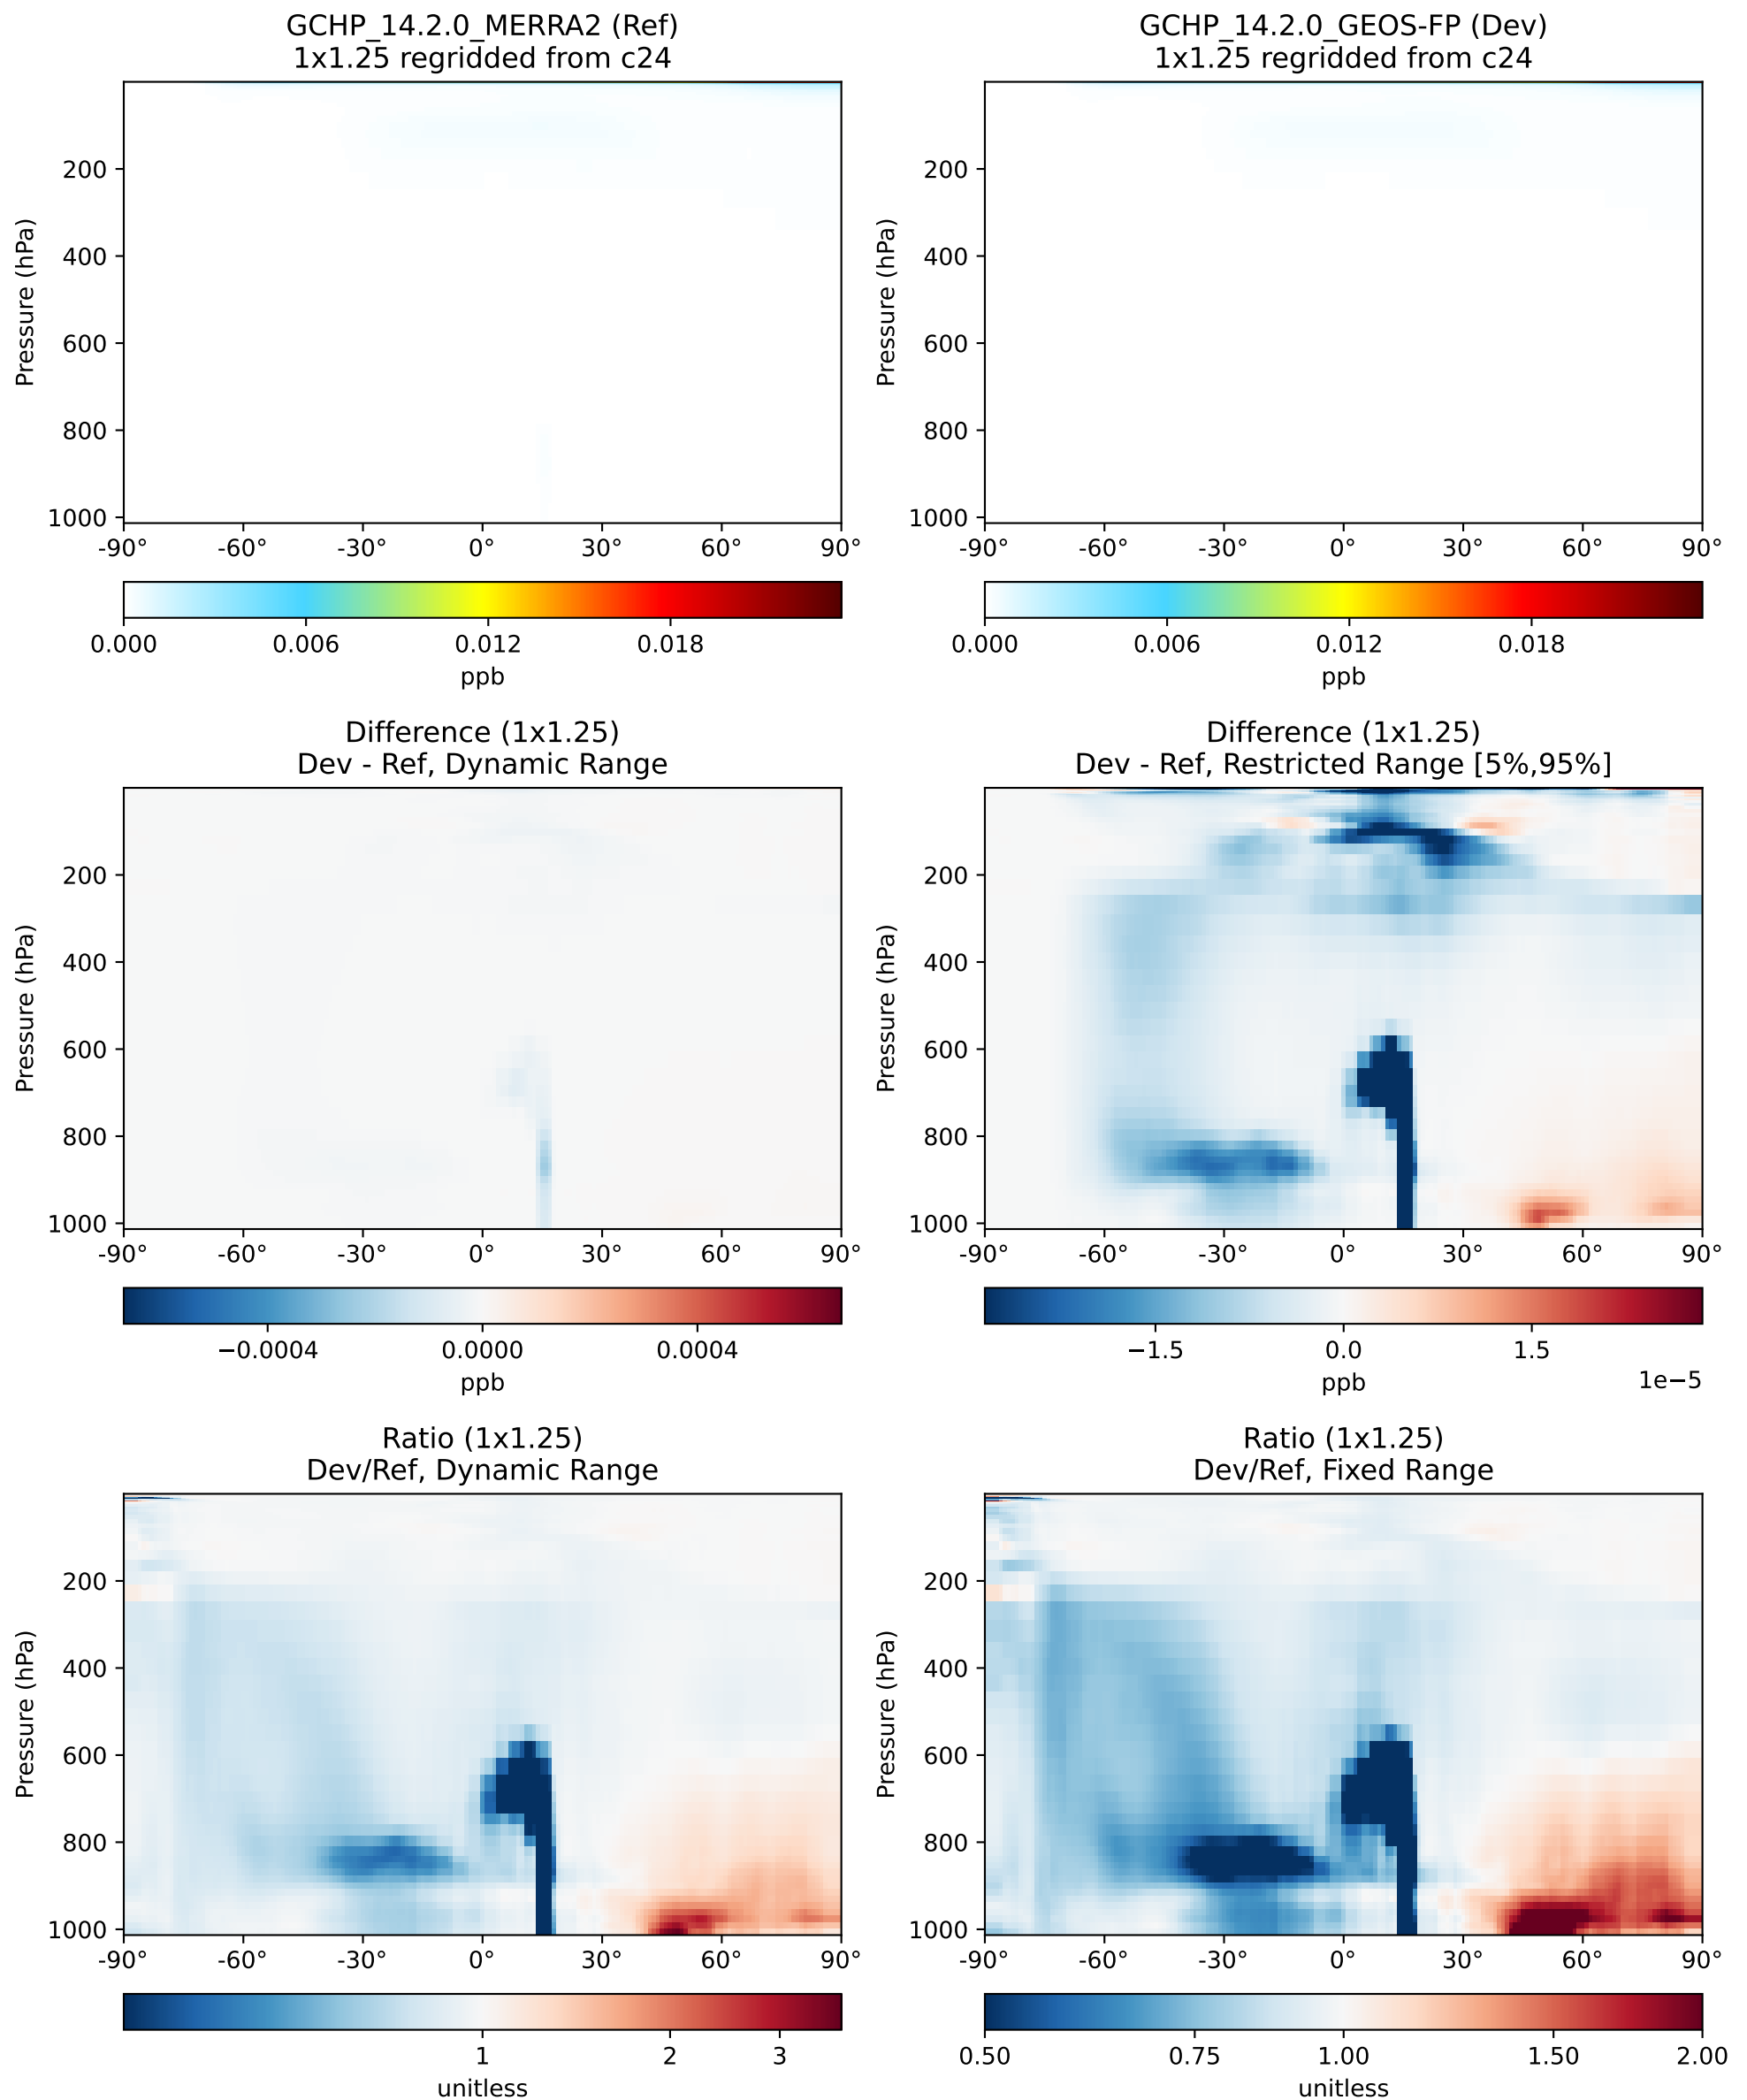 GCHP_14.2.0_MERRA2 (Ref)
1x1.25 regridded from c24
Pressure (hPa)
200
400
600
800
1000
-90° -60° -30° 0° 30° 60° 90°
0.000 0.006 0.012 0.018
ppb
GCHP_14.2.0_GEOS-FP (Dev)
1x1.25 regridded from c24
Pressure (hPa)
200
400
600
800
1000
-90° -60° -30° 0° 30° 60° 90°
0.000 0.006 0.012 0.018
ppb
Difference (1x1.25)
Dev - Ref, Dynamic Range
Pressure (hPa)
200
400
600
800
1000
-90° -60° -30° 0° 30° 60° 90°
−0.0004 0.0000 0.0004
ppb
Difference (1x1.25)
Dev - Ref, Restricted Range [5%,95%]
Pressure (hPa)
200
400
600
800
1000
-90° -60° -30° 0° 30° 60° 90°
−1.5 0.0 1.5
ppb
1e−5
Ratio (1x1.25)
Dev/Ref, Dynamic Range
Pressure (hPa)
200
400
600
800
1000
-90° -60° -30° 0° 30° 60° 90°
1 2 3
unitless
Ratio (1x1.25)
Dev/Ref, Fixed Range
Pressure (hPa)
200
400
600
800
1000
-90° -60° -30° 0° 30° 60° 90°
0.50 0.75 1.00 1.50 2.00
unitless